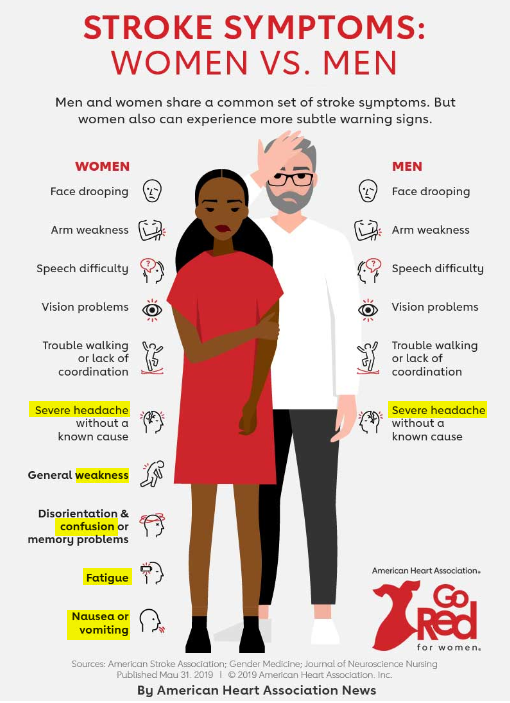 STROKE SYMPTOMS:
WOMEN VS. MEN
Men and women share a common set of stroke symptoms. But
women also can experience more subtle warning signs.
WOMEN
Face drooping
Arm weakness
Speech difficulty
?
Vision problems
Trouble walking
or lack of
coordination
Severe headache
without a
known cause
General weakness
Disorientation &
confusion or
memory problems
Fatigue
Nausea or
vomiting
MEN
Face drooping
Arm weakness
?
Speech difficulty
Vision problems
Trouble walking
or lack of
coordination
Severe headache
without a
known cause
American Heart Association®
Go
Red
for women®
Sources: American Stroke Association; Gender Medicine; Journal of Neuroscience Nursing
Published May 31. 2019 | © 2019 American Heart Association. Inc.
By American Heart Association News